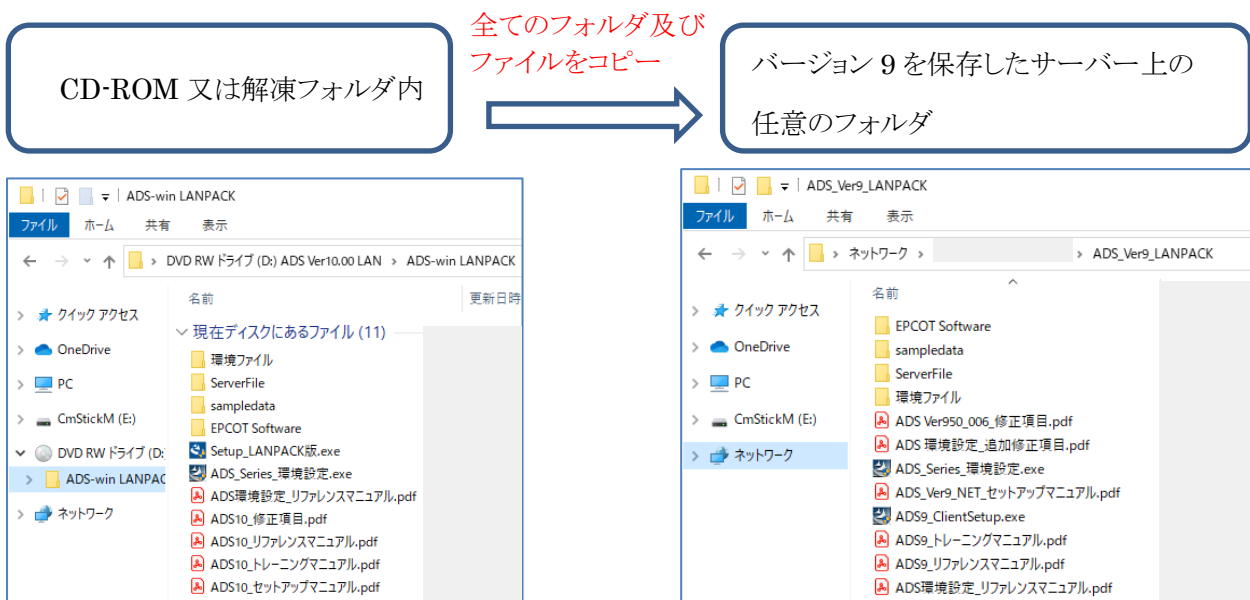 全てのフォルダ及び
ファイルをコピー
CD-ROM 又は解凍フォルダ内
バージョン 9 を保存したサーバー上の
任意のフォルダ
ADS-win LANPACK
ファイル ホーム 共有 表示
DVD RW ドライブ (D:) ADS Ver10.00 LAN > ADS-win LANPACK
名前 更新日時
クイック アクセス
OneDrive
PC
CmStickM (E:)
DVD RW ドライブ (D:
ADS-win LANPAC
ネットワーク
現在ディスクにあるファイル (11)
環境ファイル
ServerFile
sampledata
EPCOT Software
Setup_LANPACK版.exe
ADS_Series_環境設定.exe
ADS環境設定_リファレンスマニュアル.pdf
ADS10_修正項目.pdf
ADS10_リファレンスマニュアル.pdf
ADS10_トレーニングマニュアル.pdf
ADS10_セットアップマニュアル.pdf
ADS_Ver9_LANPACK
ファイル ホーム 共有 表示
ネットワーク > > ADS_Ver9_LANPACK
名前
クイック アクセス
OneDrive
PC
CmStickM (E:)
ネットワーク
EPCOT Software
sampledata
ServerFile
環境ファイル
ADS Ver950_006_修正項目.pdf
ADS 環境設定_追加修正項目.pdf
ADS_Series_環境設定.exe
ADS_Ver9_NET_セットアップマニュアル.pdf
ADS9_ClientSetup.exe
ADS9_トレーニングマニュアル.pdf
ADS9_リファレンスマニュアル.pdf
ADS環境設定_リファレンスマニュアル.pdf